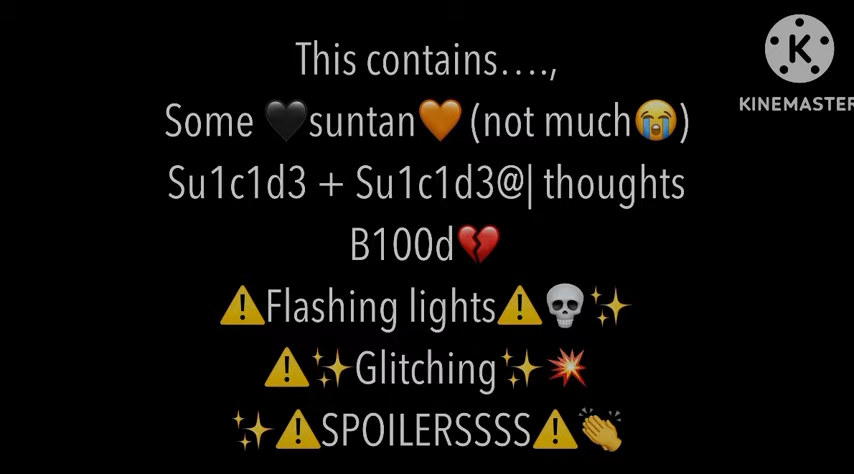 This contains....,
Some 🖤suntan🧡 (not much😭)
Su1c1d3 + Su1c1d3@| thoughts
B100d💔
⚠️Flashing lights⚠️💀✨
⚠️✨Glitching✨💥
✨⚠️SPOILERSSSS⚠️👏
K
KINEMASTER